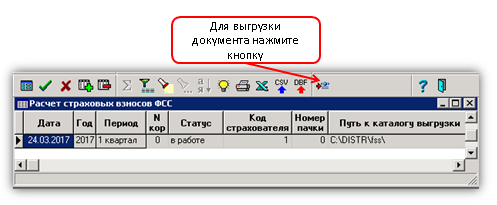 Для выгрузки
документа нажмите
кнопку
Σ
а
я
CSV
DBF
?
Расчет страховых взносов ФСС
Дата Год Период N кор Статус Код страхователя Номер пачки Путь к каталогу выгрузки
24.03.2017 2017 1 квартал 0 в работе 1 0 C:\DISTR\fss\